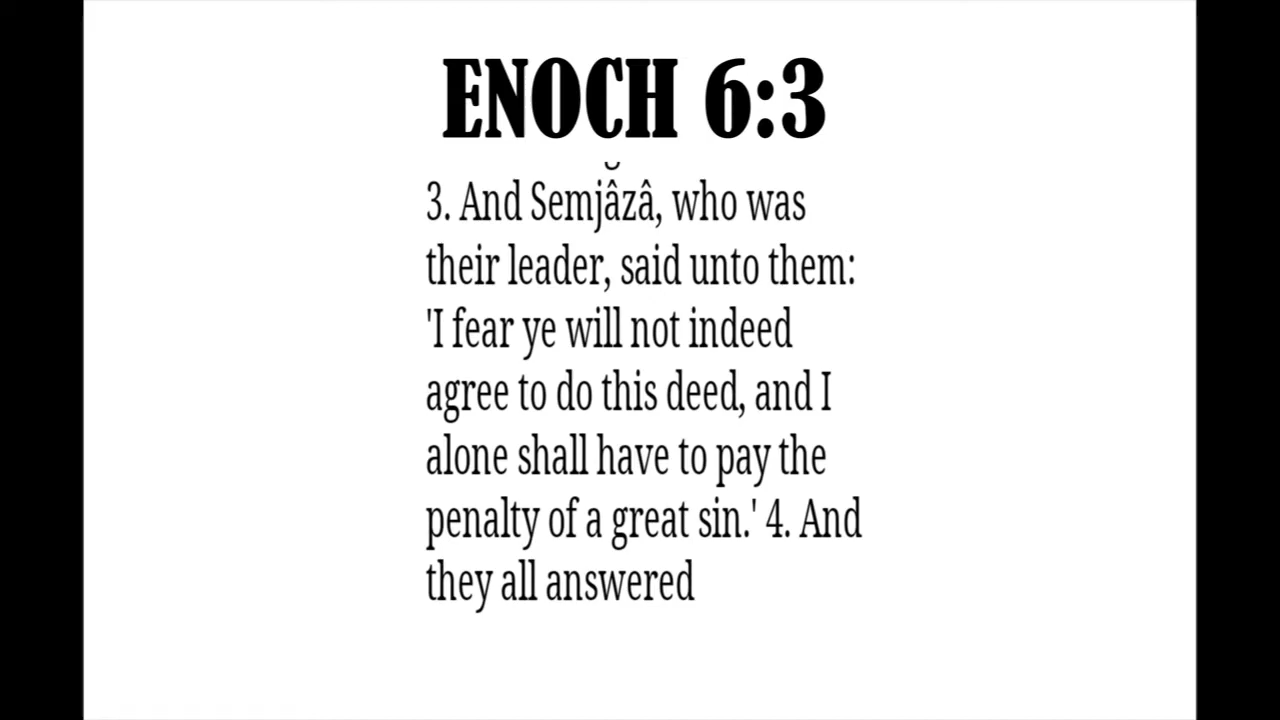 ENOCH 6:3
3. And Semjâzâ, who was
their leader, said unto them:
'I fear ye will not indeed
agree to do this deed, and I
alone shall have to pay the
penalty of a great sin.' 4. And
they all answered